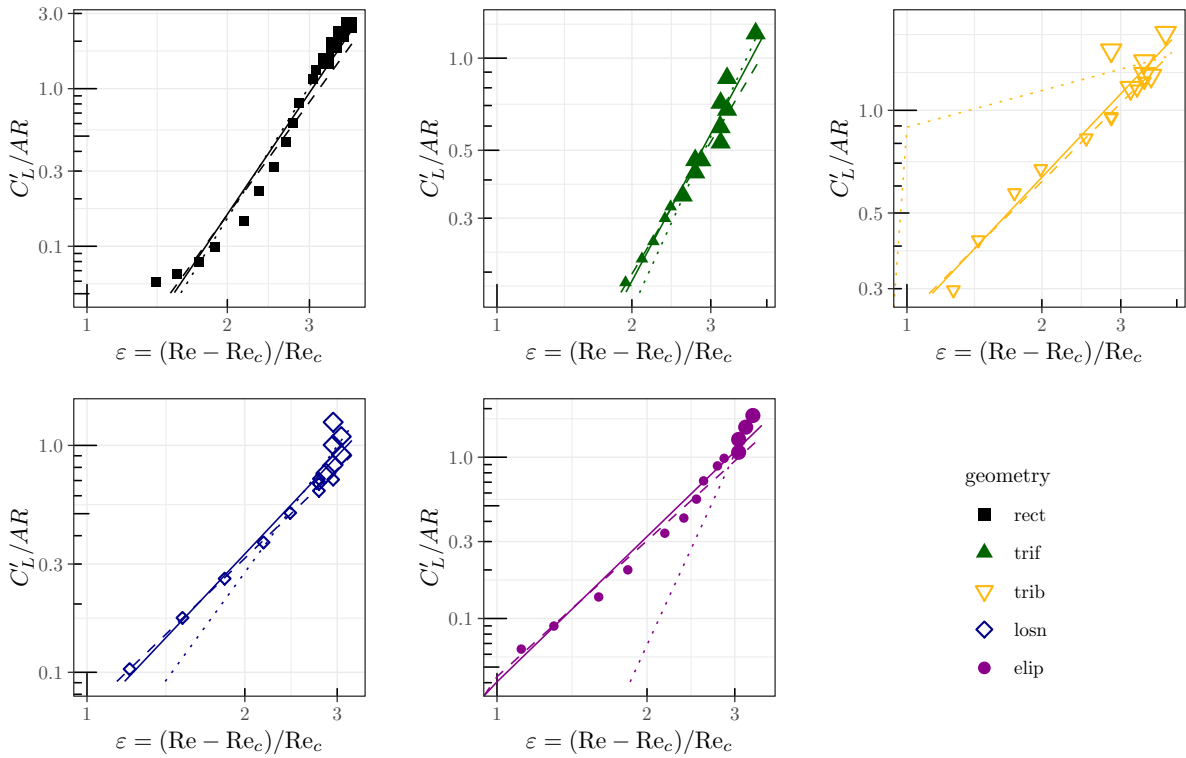 3.0
1.0
0.3
0.1
C′_L/AR
1 2 3
ε = (Re − Re_c)/Re_c
1.0
0.5
0.3
C′_L/AR
1 2 3
ε = (Re − Re_c)/Re_c
1.0
0.5
0.3
C′_L/AR
1 2 3
ε = (Re − Re_c)/Re_c
1.0
0.3
0.1
C′_L/AR
1 2 3
ε = (Re − Re_c)/Re_c
1.0
0.3
0.1
C′_L/AR
1 2 3
ε = (Re − Re_c)/Re_c
geometry
rect
trif
trib
losn
elip